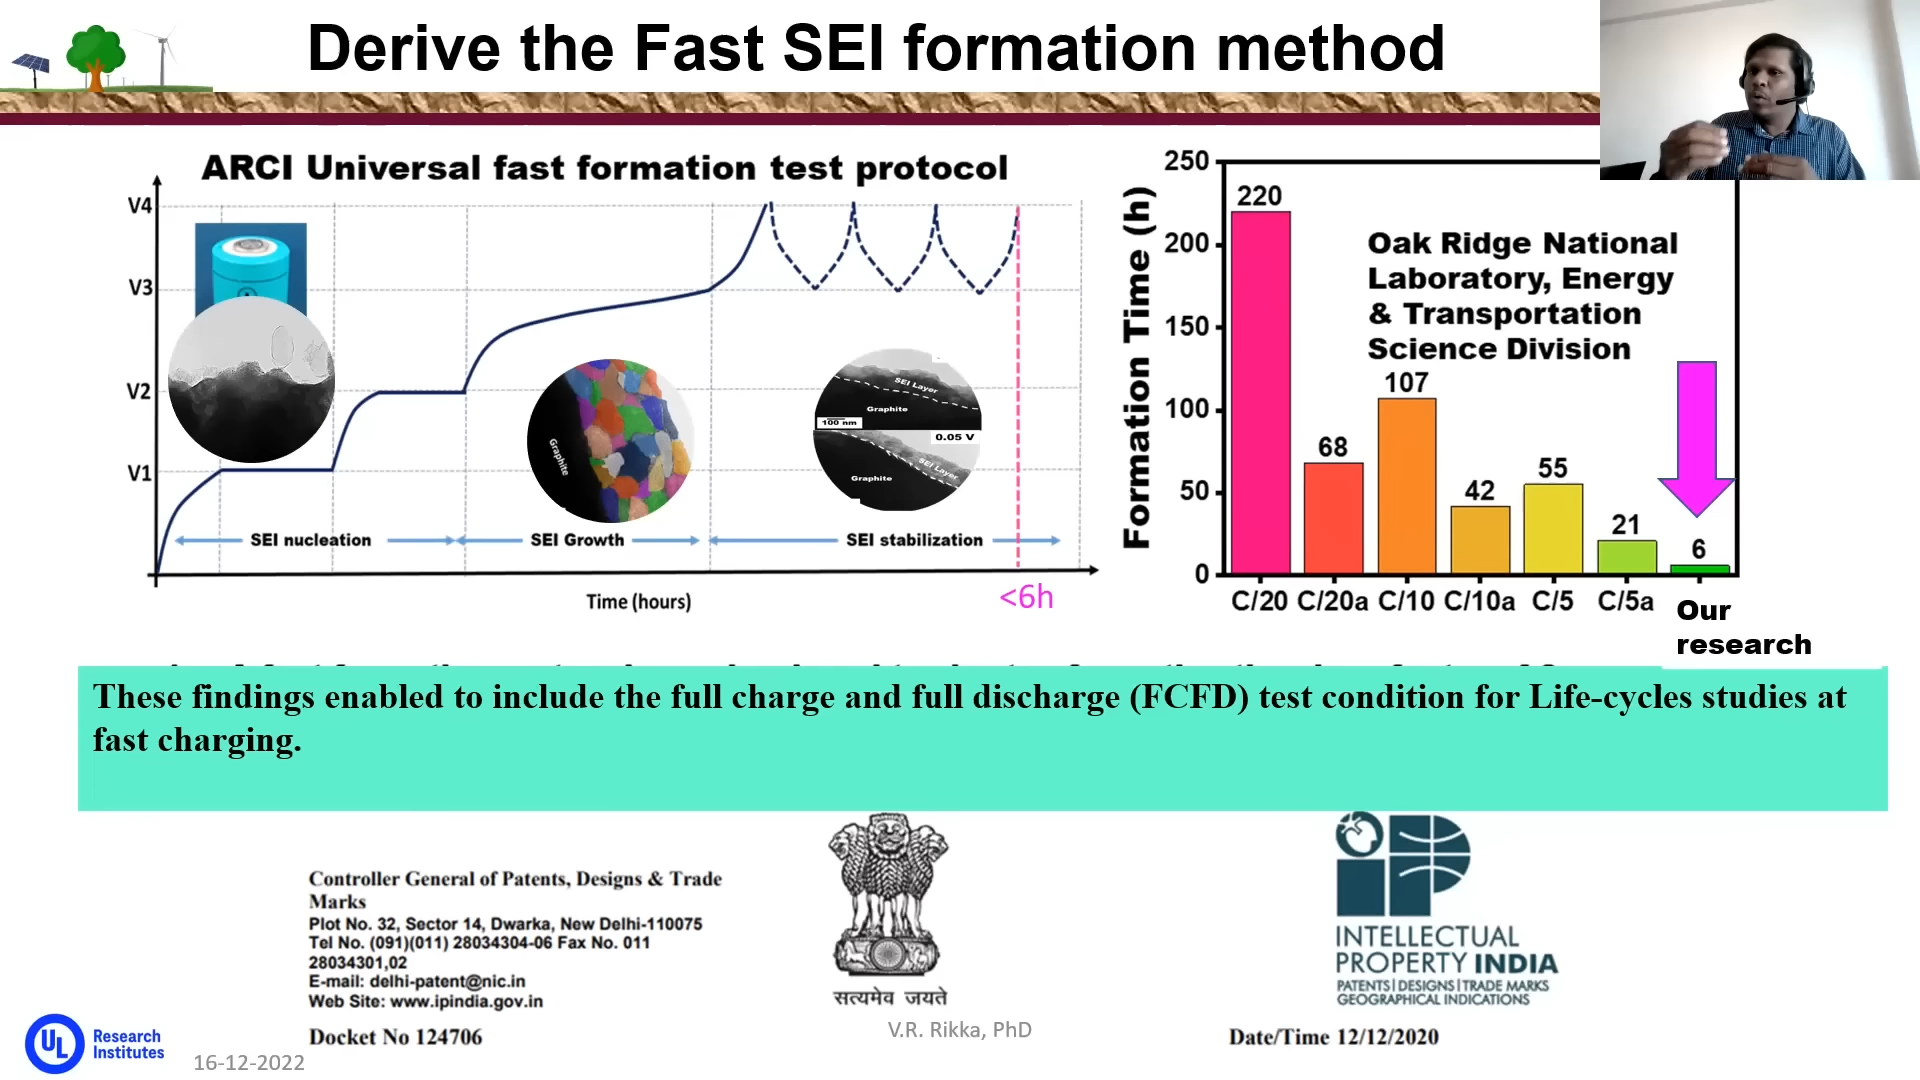 Derive the Fast SEI formation method
ARCI Universal fast formation test protocol
V4
V3
V2
V1
Graphite
SEI Layer
Graphite
100 nm
0.05 V
SEI Layer
Graphite
SEI nucleation
SEI Growth
SEI stabilization
Time (hours)
<6h
Formation Time (h)
250
200
150
100
50
0
220
68
107
42
55
21
6
Oak Ridge National
Laboratory, Energy
& Transportation
Science Division
C/20 C/20a C/10 C/10a C/5 C/5a
Our
research
These findings enabled to include the full charge and full discharge (FCFD) test condition for Life-cycles studies at
fast charging.
Controller General of Patents, Designs & Trade
Marks
Plot No. 32, Sector 14, Dwarka, New Delhi-110075
Tel No. (091)(011) 28034304-06 Fax No. 011
28034301,02
E-mail: delhi-patent@nic.in
Web Site: www.ipindia.gov.in
Docket No 124706
सत्यमेव जयते
INTELLECTUAL
PROPERTY INDIA
PATENTS | DESIGNS | TRADE MARKS
GEOGRAPHICAL INDICATIONS
Date/Time 12/12/2020
UL
Research
Institutes
16-12-2022
V.R. Rikka, PhD